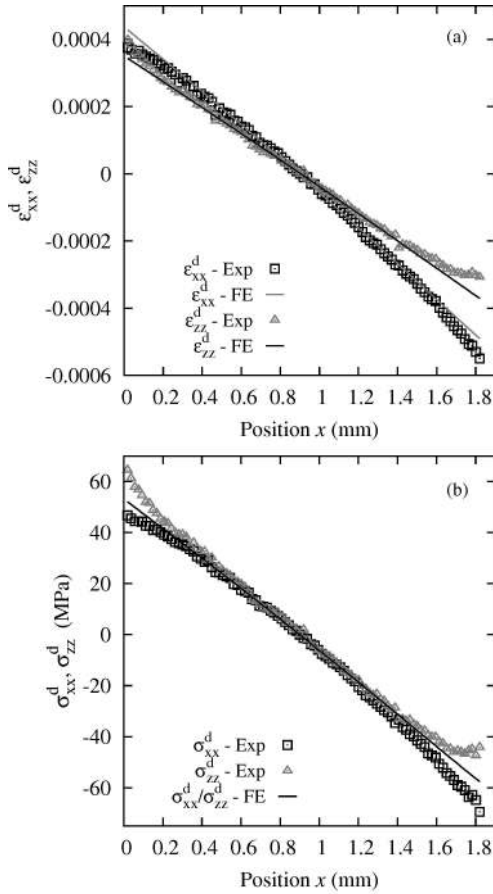 (a)
0.0004
0.0002
0
-0.0002
-0.0004
-0.0006
ε^d_xx, ε^d_zz
ε^d_xx - Exp
ε^d_xx - FE
ε^d_zz - Exp
ε^d_zz - FE
0 0.2 0.4 0.6 0.8 1 1.2 1.4 1.6 1.8
Position x (mm)
(b)
60
40
20
0
-20
-40
-60
σ^d_xx, σ^d_zz (MPa)
σ^d_xx - Exp
σ^d_zz - Exp
σ^d_xx/σ^d_zz - FE
0 0.2 0.4 0.6 0.8 1 1.2 1.4 1.6 1.8
Position x (mm)